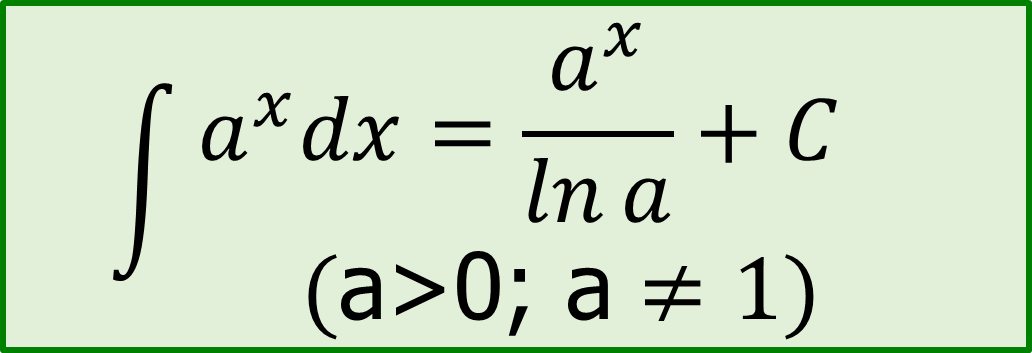 ∫ a^x dx = a^x / ln a + C
(a>0; a ≠ 1)